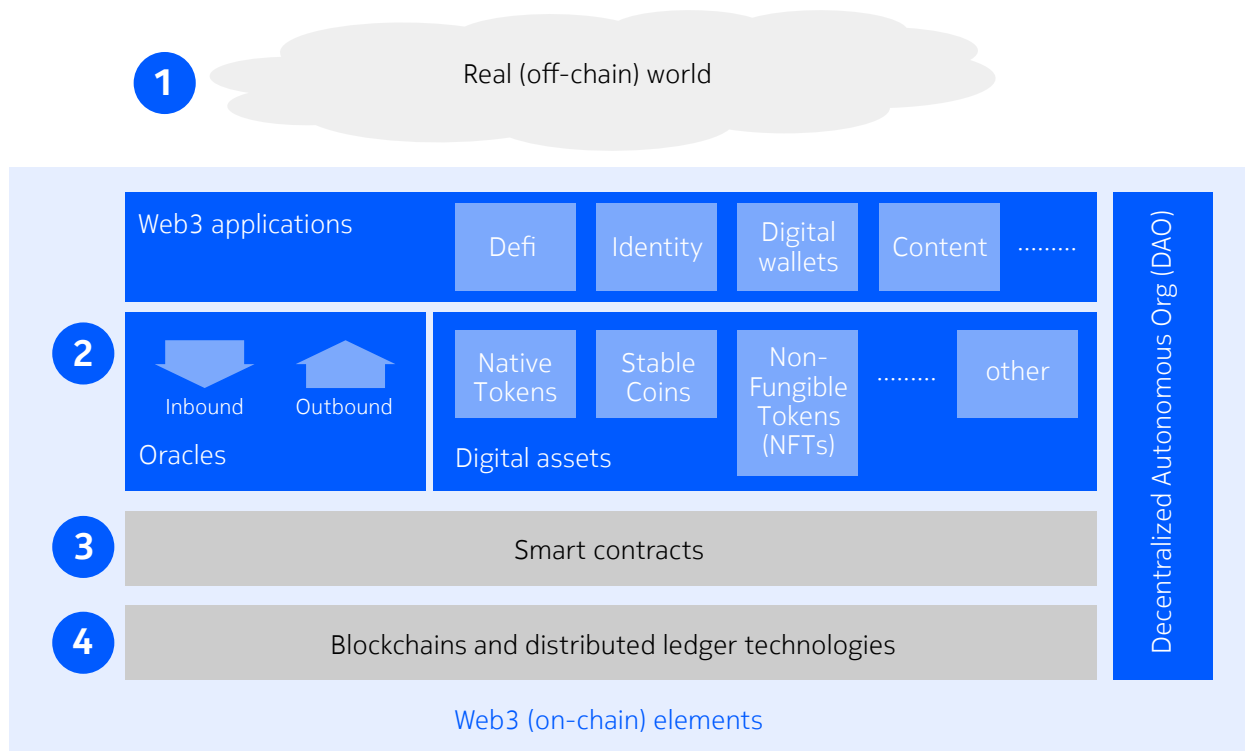 1
Real (off-chain) world
Web3 applications
Defi
Identity
Digital
wallets
Content
.........
2
Inbound
Outbound
Oracles
Native
Tokens
Stable
Coins
Non-
Fungible
Tokens
(NFTs)
.........
other
Digital assets
3
Smart contracts
4
Blockchains and distributed ledger technologies
Decentralized Autonomous Org (DAO)
Web3 (on-chain) elements